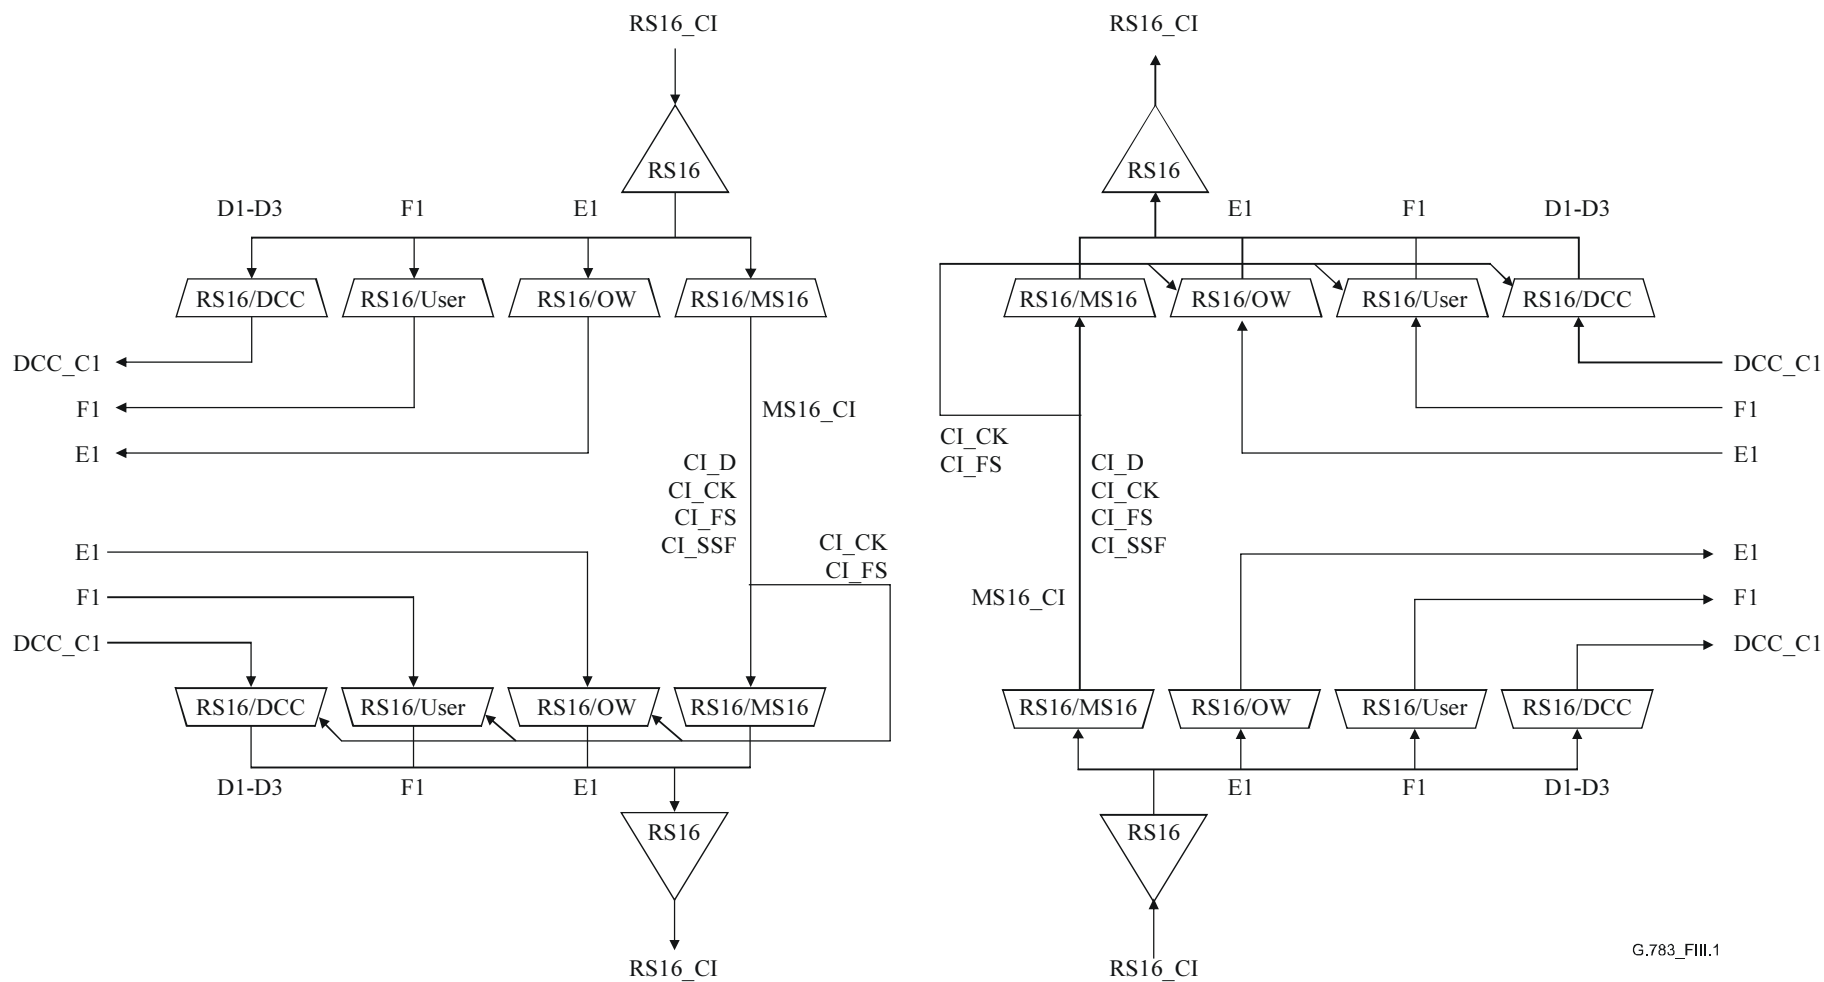 RS16_CI RS16_CI
RS16 RS16
D1-D3 F1 E1 E1 F1 D1-D3
RS16/DCC RS16/User RS16/OW RS16/MS16 RS16/MS16 RS16/OW RS16/User RS16/DCC
DCC_C1 DCC_C1
F1 MS16_CI F1
CI_CK
E1 CI_D CI_FS CI_D E1
CI_CK CI_CK
CI_FS CI_FS
CI_SSF CI_CK CI_SSF
E1 CI_FS E1
F1 MS16_CI F1
DCC_C1 DCC_C1
RS16/DCC RS16/User RS16/OW RS16/MS16 RS16/MS16 RS16/OW RS16/User RS16/DCC
D1-D3 F1 E1 E1 F1 D1-D3
RS16 RS16
RS16_CI RS16_CI
G.783_FIII.1